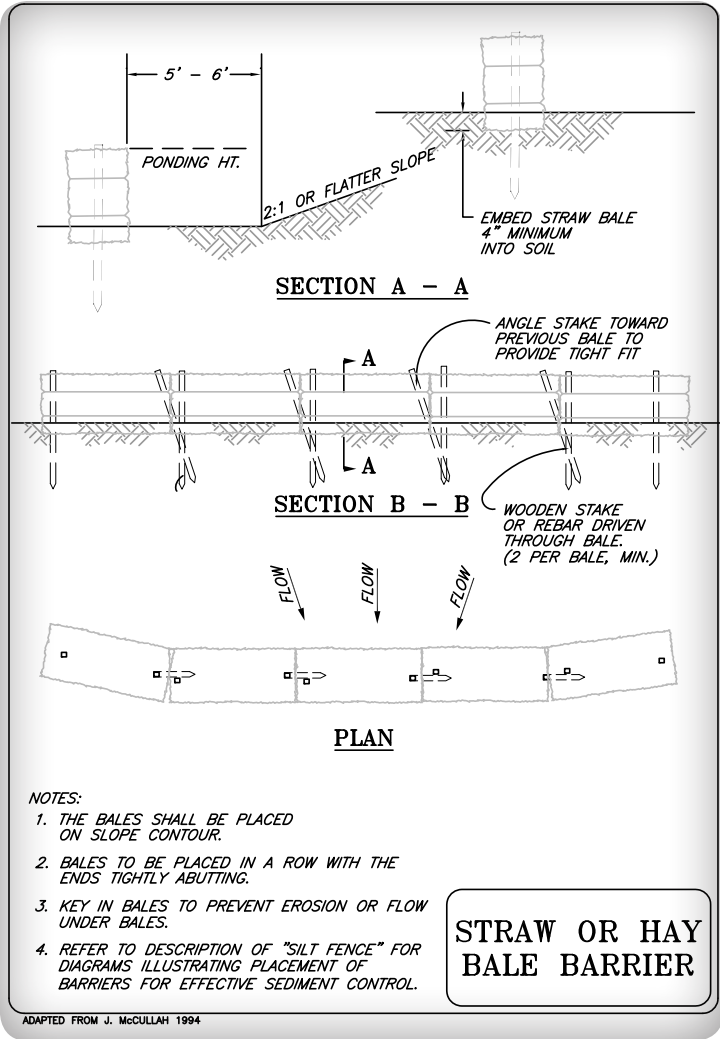 5' - 6'
PONDING HT.
2:1 OR FLATTER SLOPE
EMBED STRAW BALE
4" MINIMUM
INTO SOIL
SECTION A - A
ANGLE STAKE TOWARD
PREVIOUS BALE TO
PROVIDE TIGHT FIT
A
A
SECTION B - B
WOODEN STAKE
OR REBAR DRIVEN
THROUGH BALE.
(2 PER BALE, MIN.)
FLOW
FLOW
FLOW
PLAN
NOTES:
1. THE BALES SHALL BE PLACED
ON SLOPE CONTOUR.
2. BALES TO BE PLACED IN A ROW WITH THE
ENDS TIGHTLY ABUTTING.
3. KEY IN BALES TO PREVENT EROSION OR FLOW
UNDER BALES.
4. REFER TO DESCRIPTION OF "SILT FENCE" FOR
DIAGRAMS ILLUSTRATING PLACEMENT OF
BARRIERS FOR EFFECTIVE SEDIMENT CONTROL.
STRAW OR HAY
BALE BARRIER
ADAPTED FROM J. McCULLAH 1994